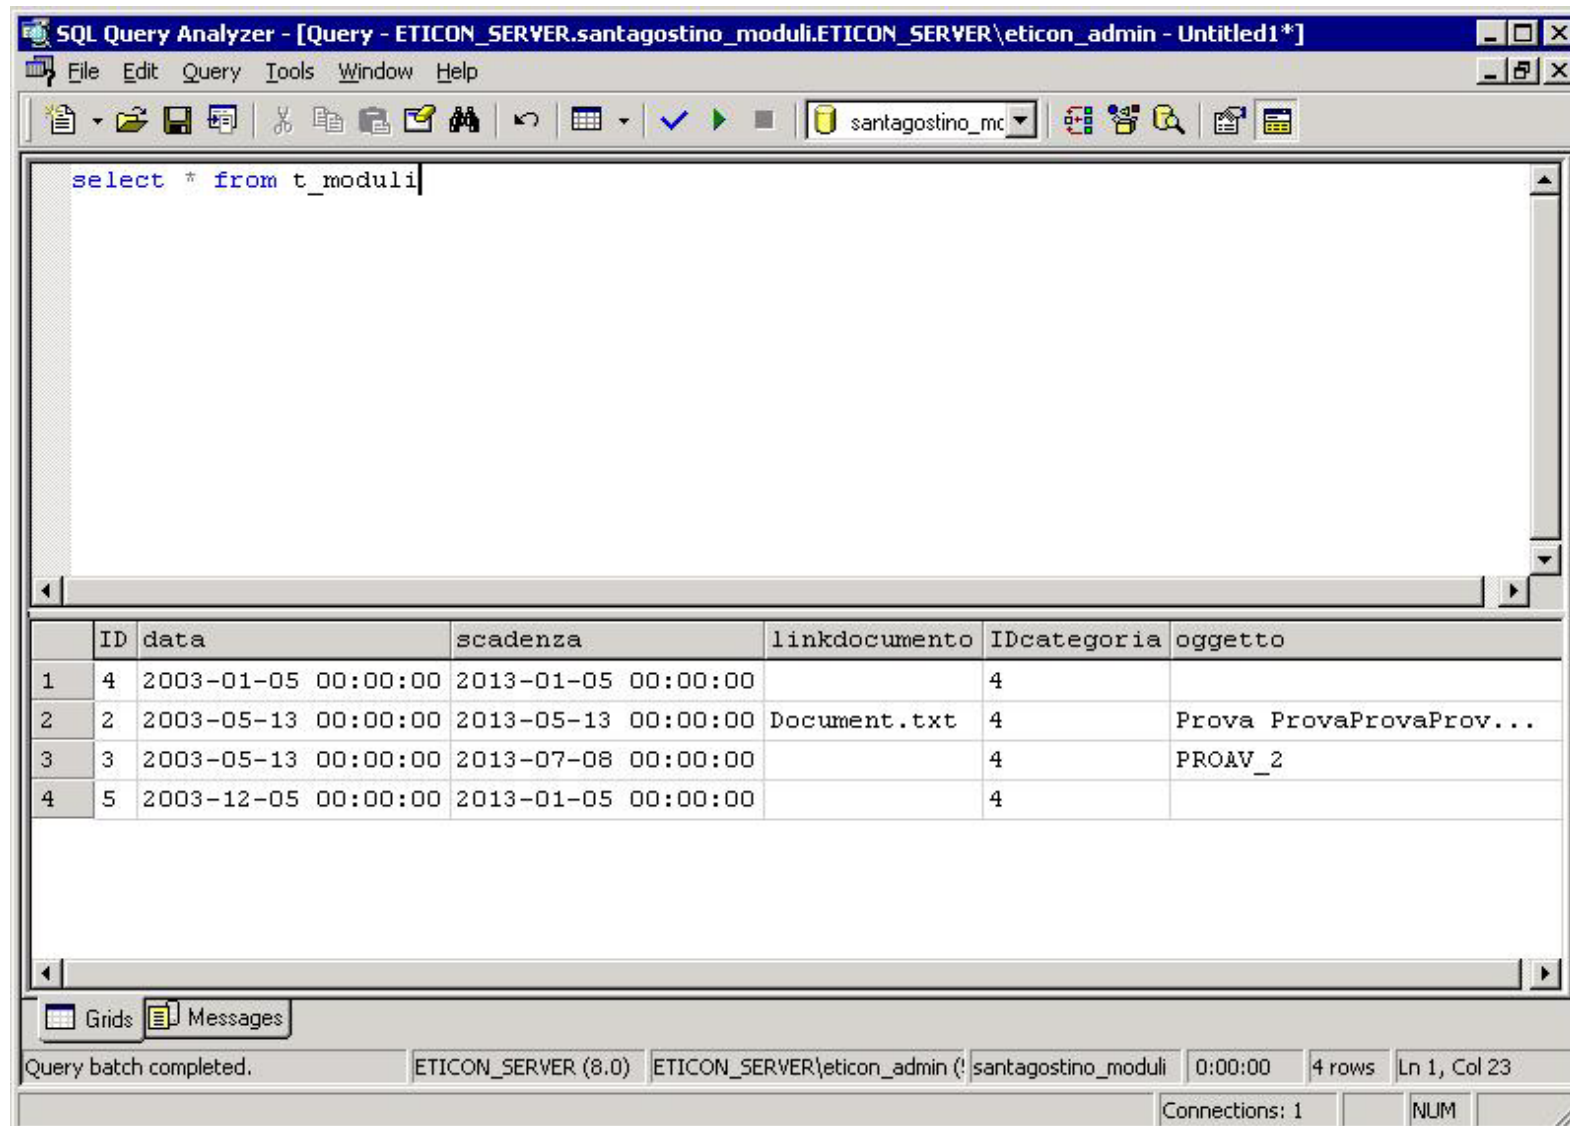 SQL Query Analyzer - [Query - ETICON_SERVER.santagostino_moduli.ETICON_SERVER\eticon_admin - Untitled1*]
File Edit Query Tools Window Help
santagostino_mo
select * from t_moduli
ID data scadenza linkdocumento IDcategoria oggetto
1 4 2003-01-05 00:00:00 2013-01-05 00:00:00 4
2 2 2003-05-13 00:00:00 2013-05-13 00:00:00 Document.txt 4 Prova ProvaProvaProv...
3 3 2003-05-13 00:00:00 2013-07-08 00:00:00 4 PROAV_2
4 5 2003-12-05 00:00:00 2013-01-05 00:00:00 4
Grids Messages
Query batch completed. ETICON_SERVER (8.0) ETICON_SERVER\eticon_admin ( santagostino_moduli 0:00:00 4 rows Ln 1, Col 23
Connections: 1 NUM